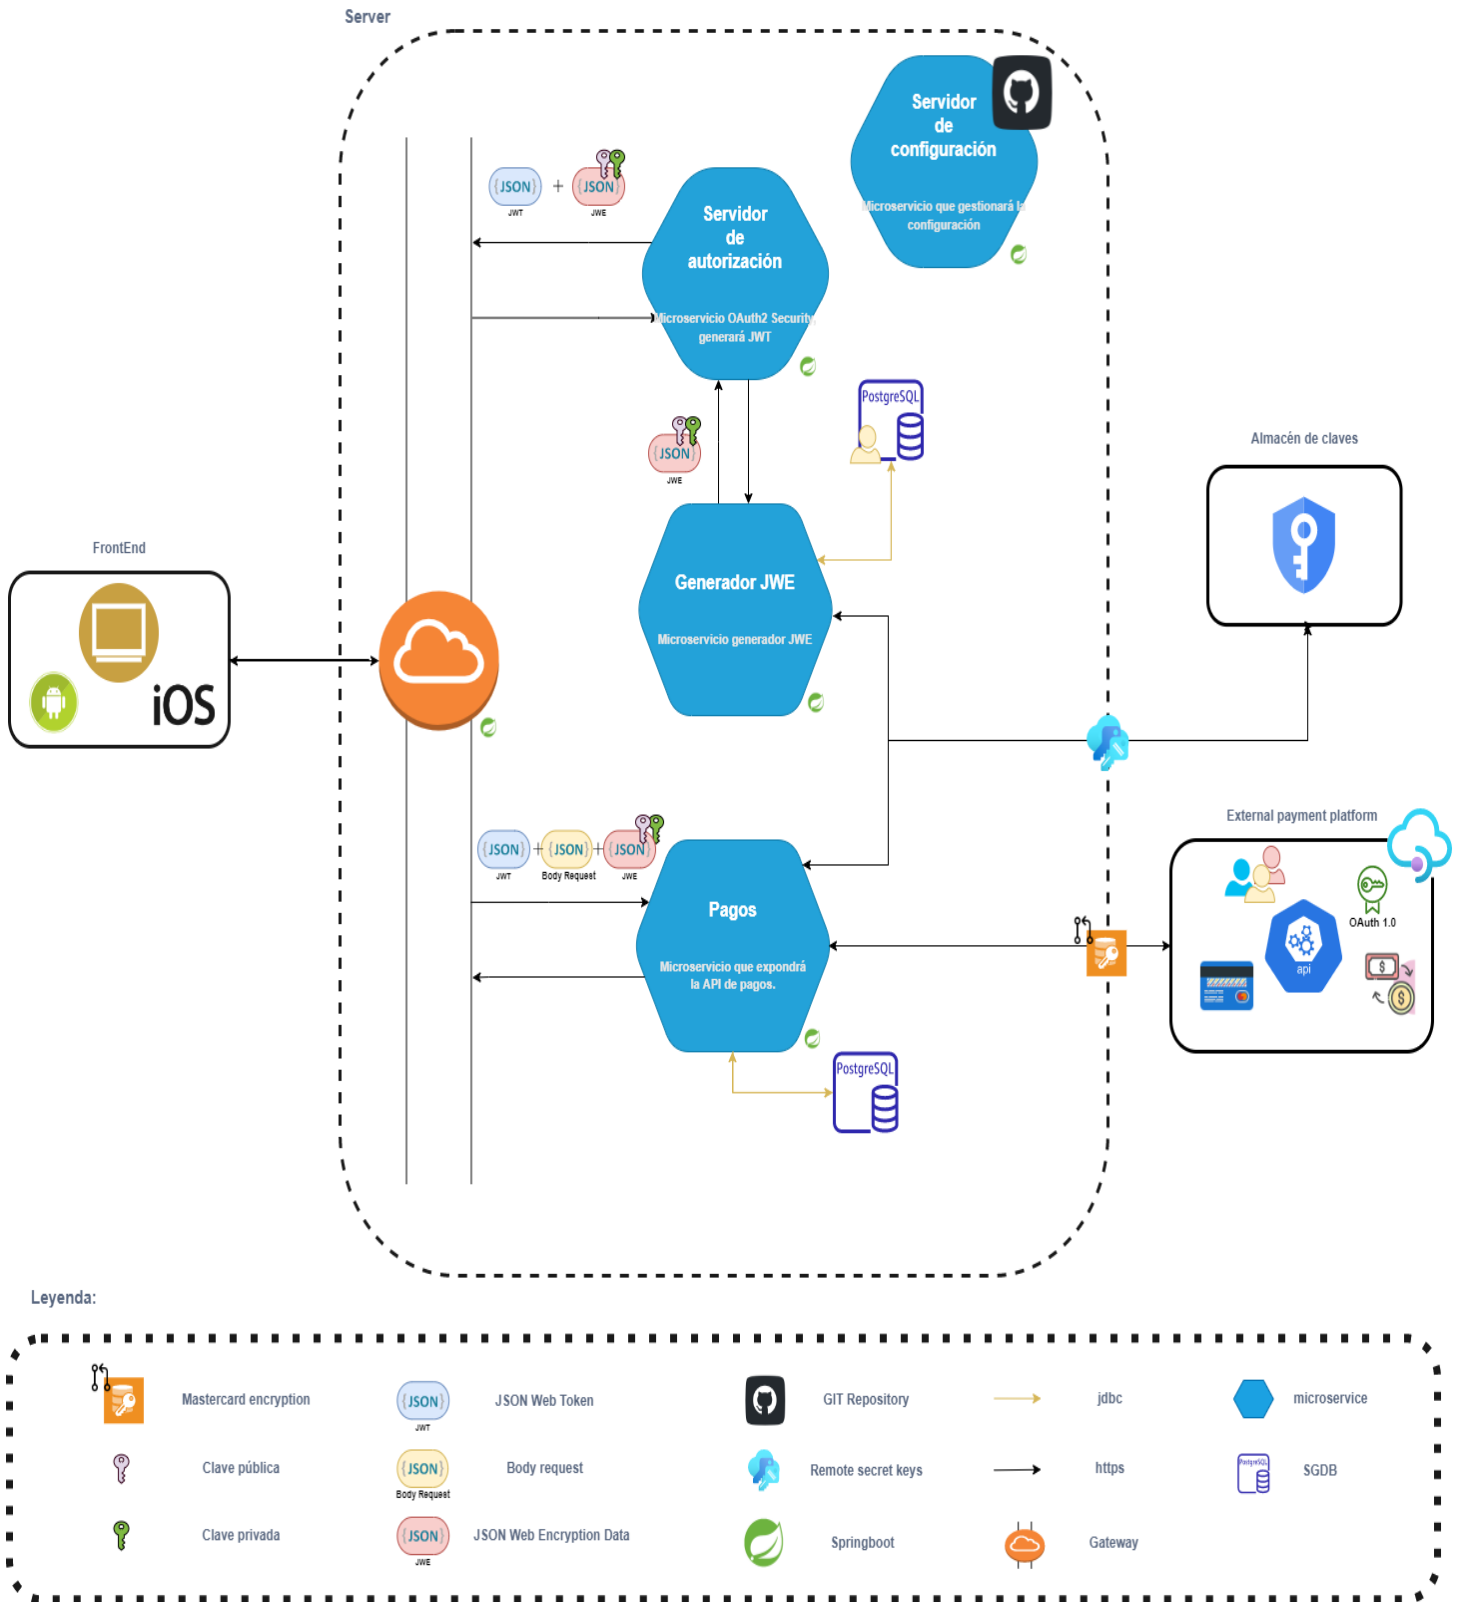 Server
Servidor
de
configuración
Microservicio que gestionará la
configuración
{JSON}
JWT
+
{JSON}
JWE
Servidor
de
autorización
Microservicio OAuth2 Security,
generará JWT
PostgreSQL
{JSON}
JWE
Almacén de claves
FrontEnd
iOS
Generador JWE
Microservicio generador JWE
External payment platform
OAuth 1.0
api
$
$
{JSON}
JWT
+
{JSON}
Body Request
+
{JSON}
JWE
Pagos
Microservicio que expondrá
la API de pagos.
PostgreSQL
Leyenda:
Mastercard encryption
{JSON}
JWT
JSON Web Token
GIT Repository
jdbc
microservice
Clave pública
{JSON}
Body Request
Body request
Remote secret keys
https
PostgreSQL
SGDB
Clave privada
{JSON}
JWE
JSON Web Encryption Data
Springboot
Gateway